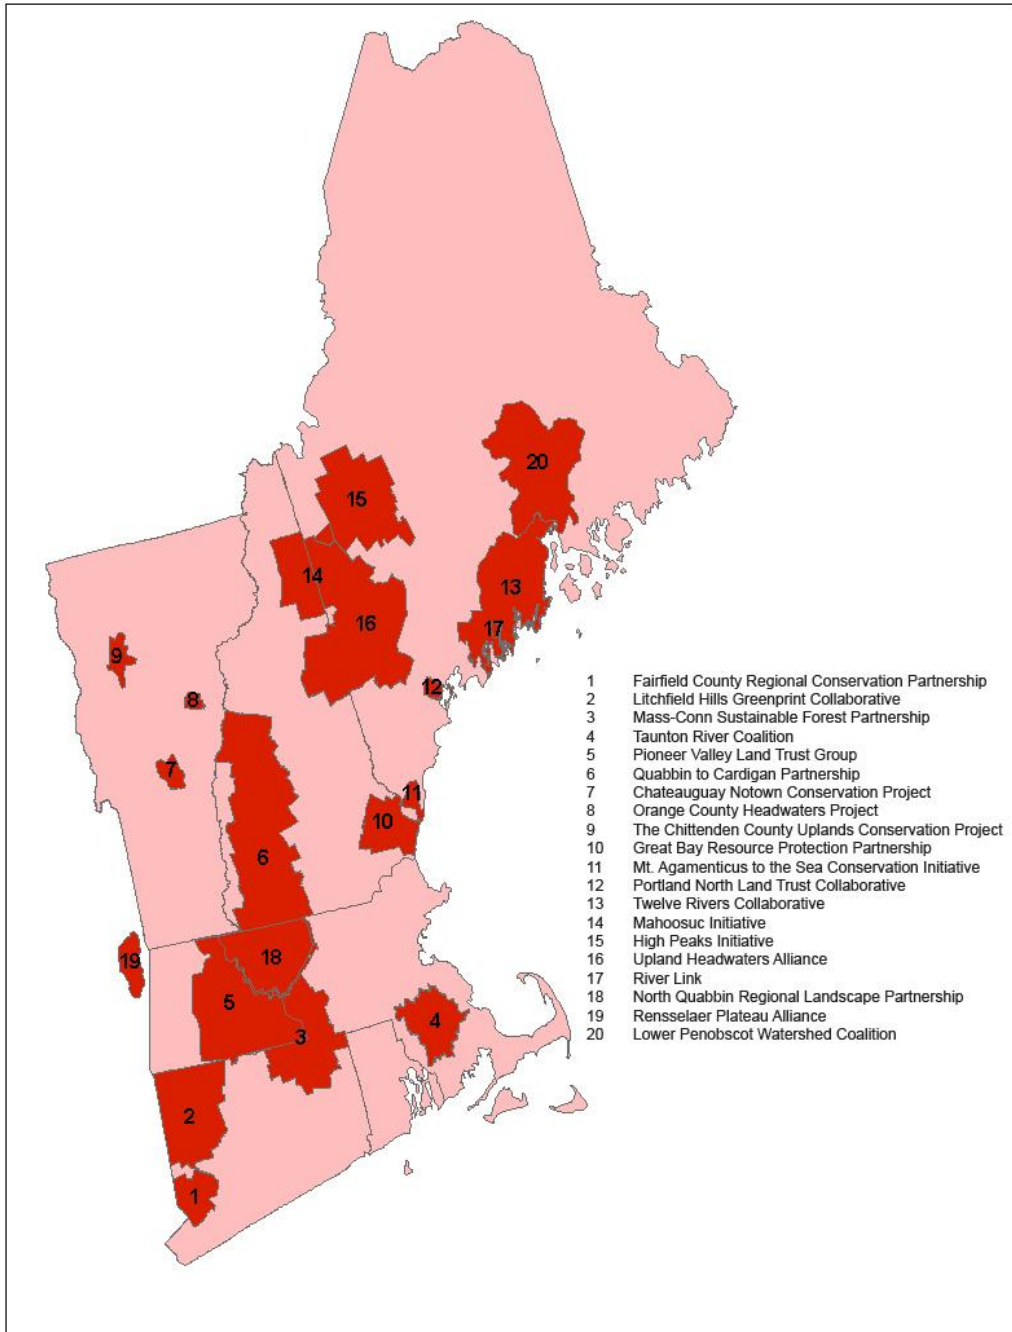 20
15
14
13
16
9
17
12
8
7
11
10
6
18
19
5
4
3
2
1
1 Fairfield County Regional Conservation Partnership
2 Litchfield Hills Greenprint Collaborative
3 Mass-Conn Sustainable Forest Partnership
4 Taunton River Coalition
5 Pioneer Valley Land Trust Group
6 Quabbin to Cardigan Partnership
7 Chateauguay Notown Conservation Project
8 Orange County Headwaters Project
9 The Chittenden County Uplands Conservation Project
10 Great Bay Resource Protection Partnership
11 Mt. Agamenticus to the Sea Conservation Initiative
12 Portland North Land Trust Collaborative
13 Twelve Rivers Collaborative
14 Mahoosuc Initiative
15 High Peaks Initiative
16 Upland Headwaters Alliance
17 River Link
18 North Quabbin Regional Landscape Partnership
19 Rensselaer Plateau Alliance
20 Lower Penobscot Watershed Coalition